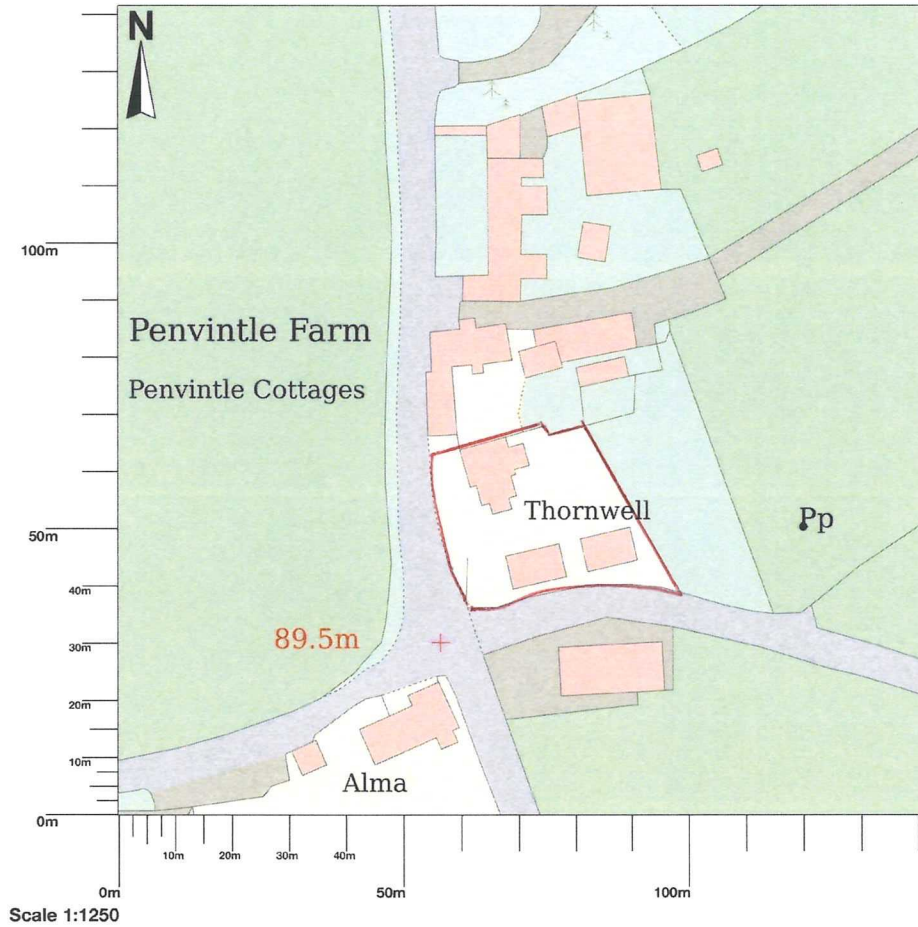 N
100m
Penvintle Farm
Penvintle Cottages
Thornwell
Pp
50m
40m
89.5m
30m
20m
10m
Alma
0m
10m
20m
30m
40m
0m
50m
100m
Scale 1:1250